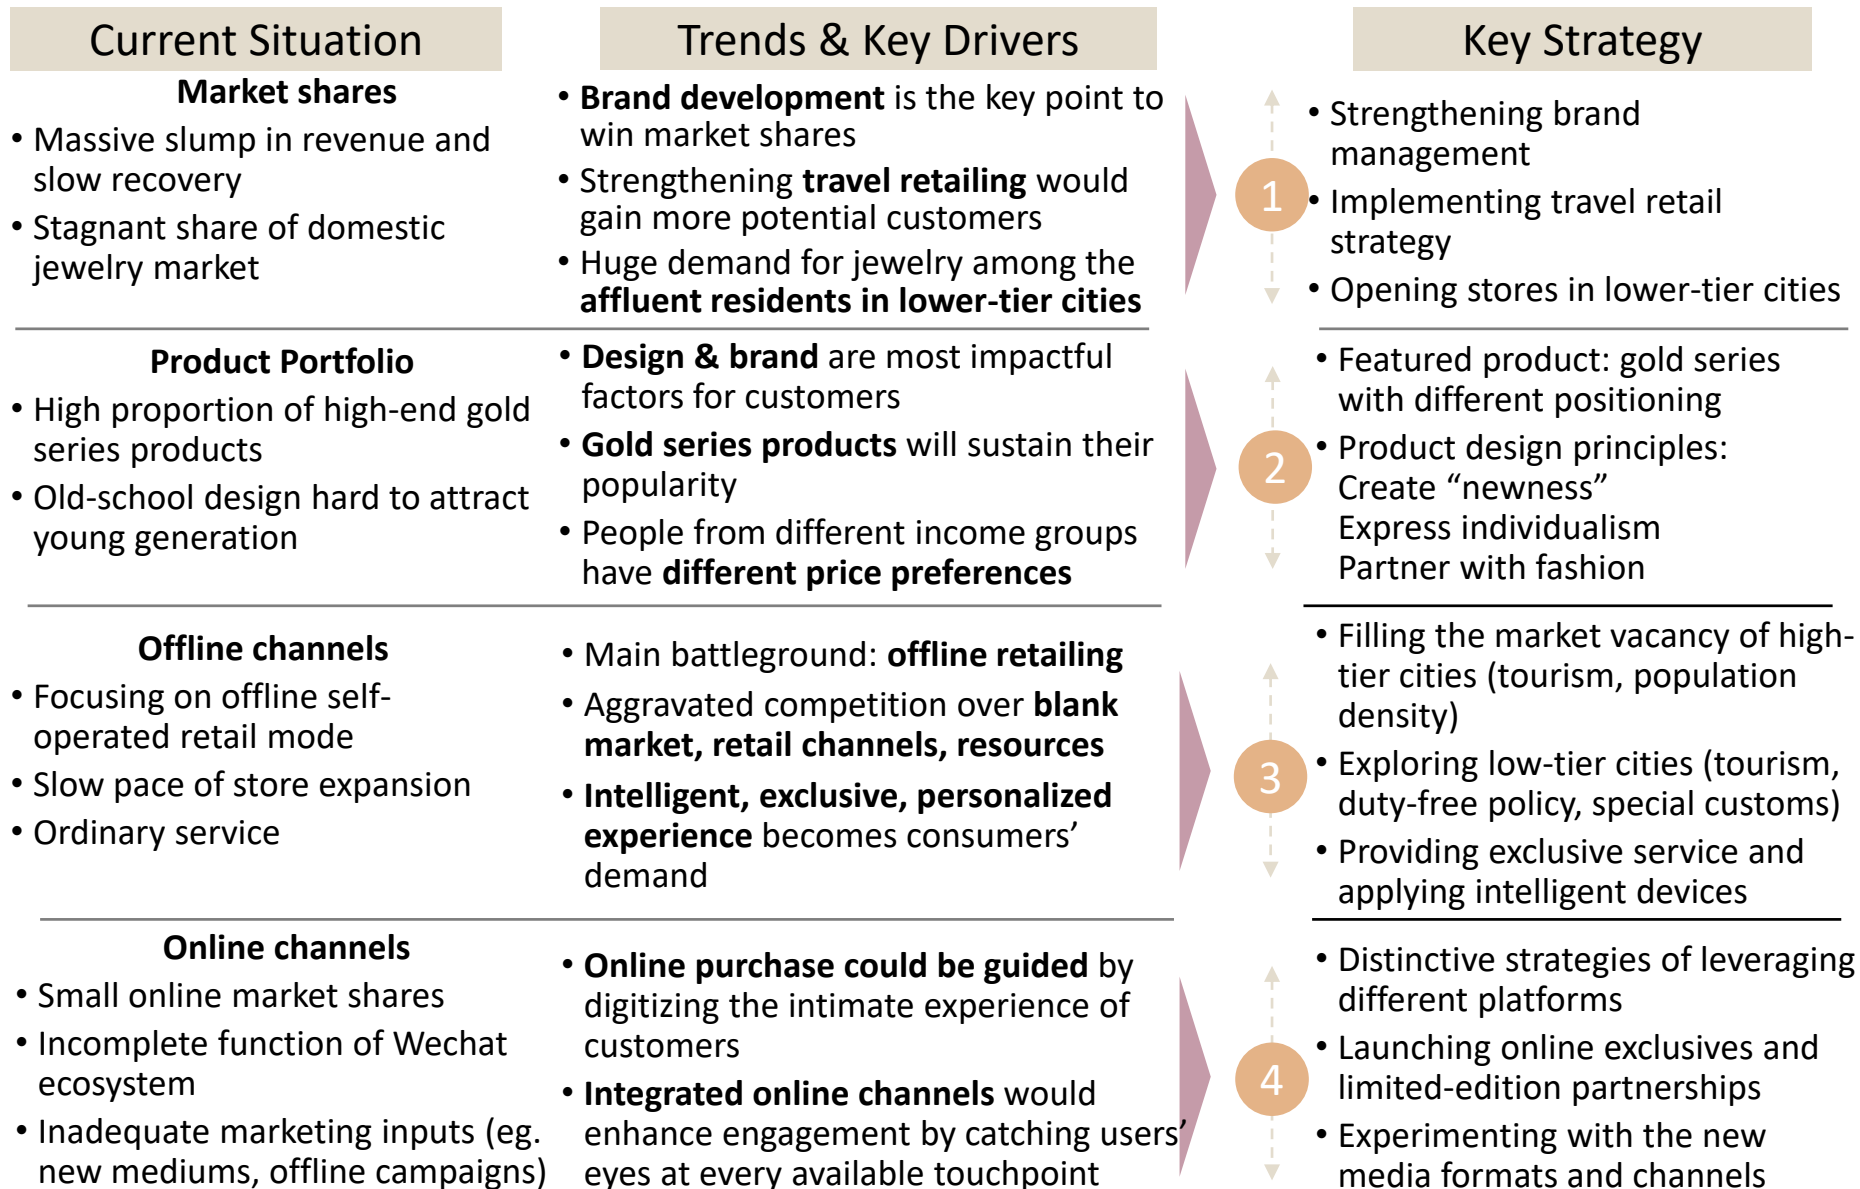 Current Situation
Trends & Key Drivers
Key Strategy
Market shares
• Massive slump in revenue and
slow recovery
• Stagnant share of domestic
jewelry market
• Brand development is the key point to
win market shares
• Strengthening travel retailing would
gain more potential customers
• Huge demand for jewelry among the
affluent residents in lower-tier cities
1
• Strengthening brand
management
• Implementing travel retail
strategy
• Opening stores in lower-tier cities
Product Portfolio
• High proportion of high-end gold
series products
• Old-school design hard to attract
young generation
• Design & brand are most impactful
factors for customers
• Gold series products will sustain their
popularity
• People from different income groups
have different price preferences
2
• Featured product: gold series
with different positioning
• Product design principles:
Create “newness”
Express individualism
Partner with fashion
Offline channels
• Focusing on offline self-
operated retail mode
• Slow pace of store expansion
• Ordinary service
• Main battleground: offline retailing
• Aggravated competition over blank
market, retail channels, resources
• Intelligent, exclusive, personalized
experience becomes consumers’
demand
3
• Filling the market vacancy of high-
tier cities (tourism, population
density)
• Exploring low-tier cities (tourism,
duty-free policy, special customs)
• Providing exclusive service and
applying intelligent devices
Online channels
• Small online market shares
• Incomplete function of Wechat
ecosystem
• Inadequate marketing inputs (eg.
new mediums, offline campaigns)
• Online purchase could be guided by
digitizing the intimate experience of
customers
• Integrated online channels would
enhance engagement by catching users’
eyes at every available touchpoint
4
• Distinctive strategies of leveraging
different platforms
• Launching online exclusives and
limited-edition partnerships
• Experimenting with the new
media formats and channels